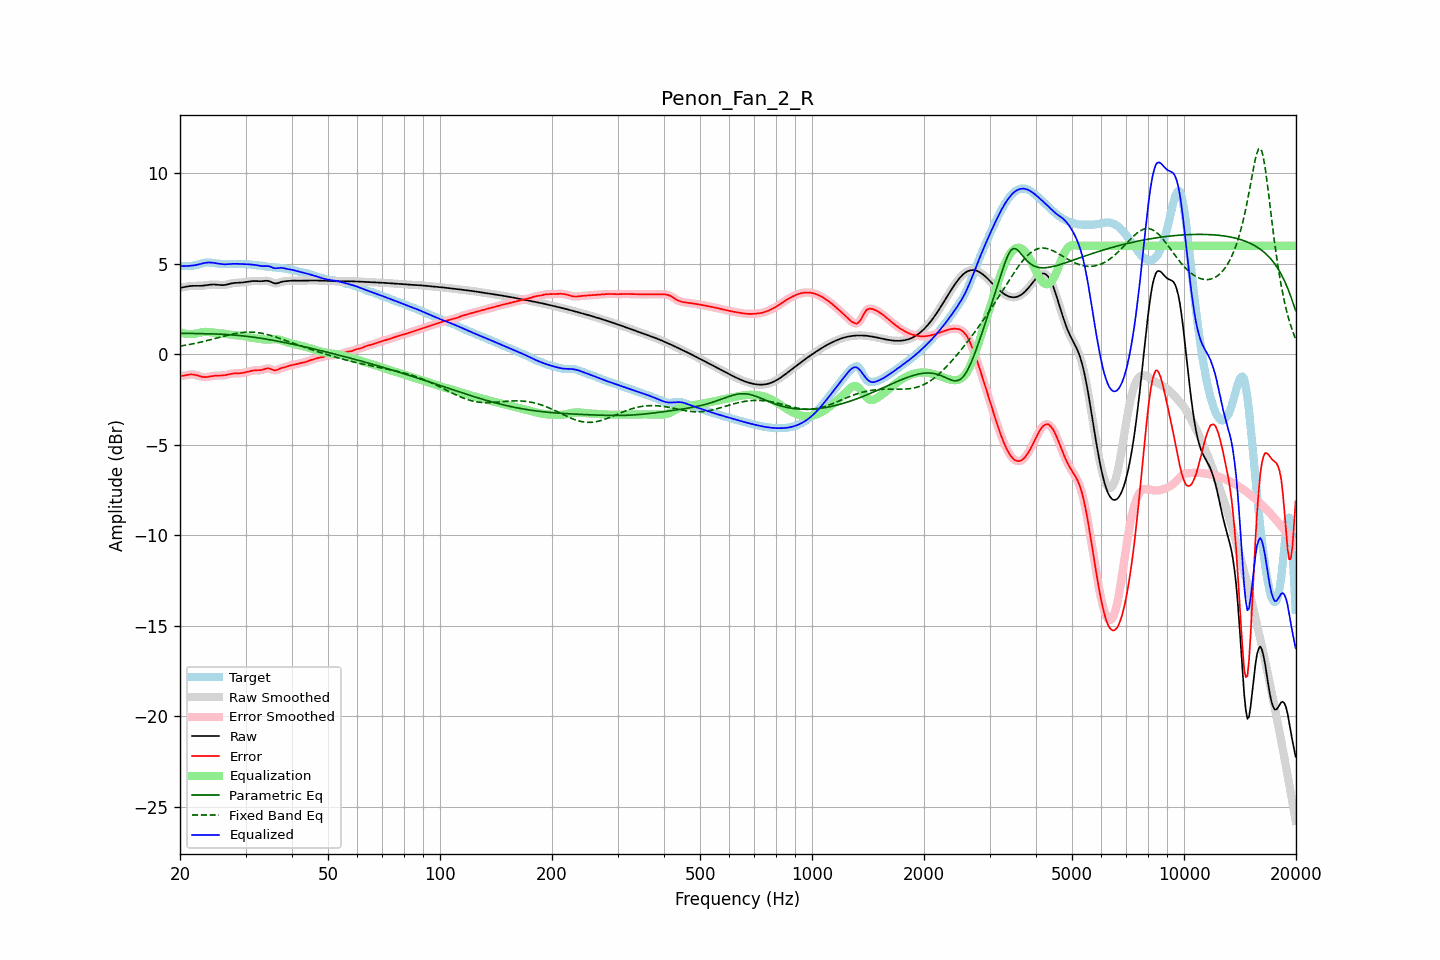 Penon_Fan_2_R
Amplitude (dBr)
10
5
0
−5
−10
−15
−20
−25
Target
Raw Smoothed
Error Smoothed
Raw
Error
Equalization
Parametric Eq
Fixed Band Eq
Equalized
20
50
100
200
500
1000
2000
5000
10000
20000
Frequency (Hz)